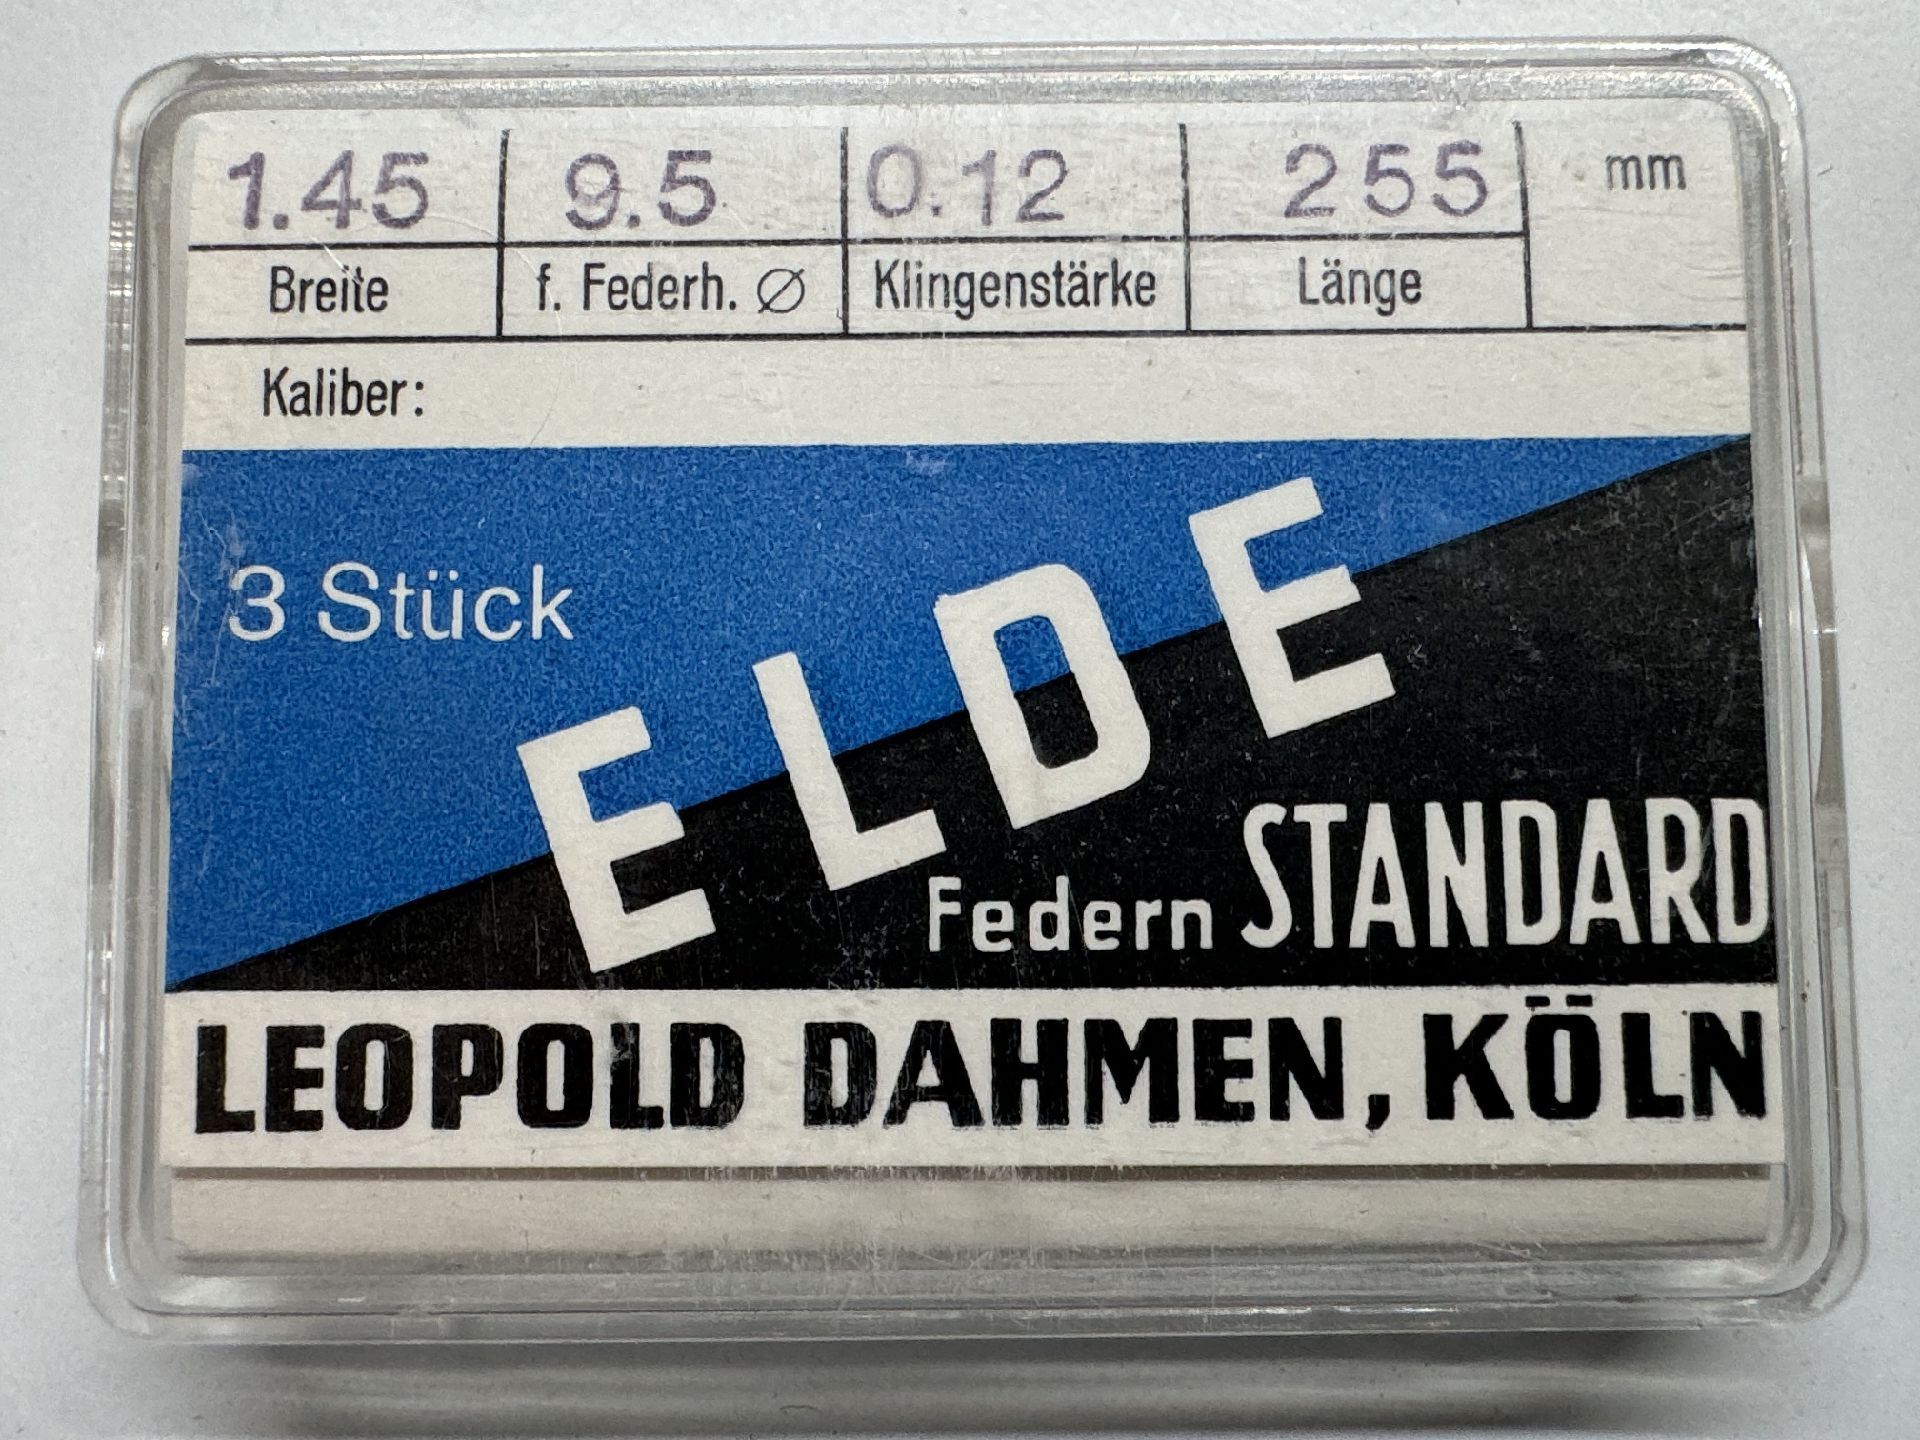 1.45 9.5 0.12 255 mm
Breite f. Federh. ∅ Klingenstärke Länge
Kaliber:
3 Stück
ELDE
Federn STANDARD
LEOPOLD DAHMEN, KÖLN